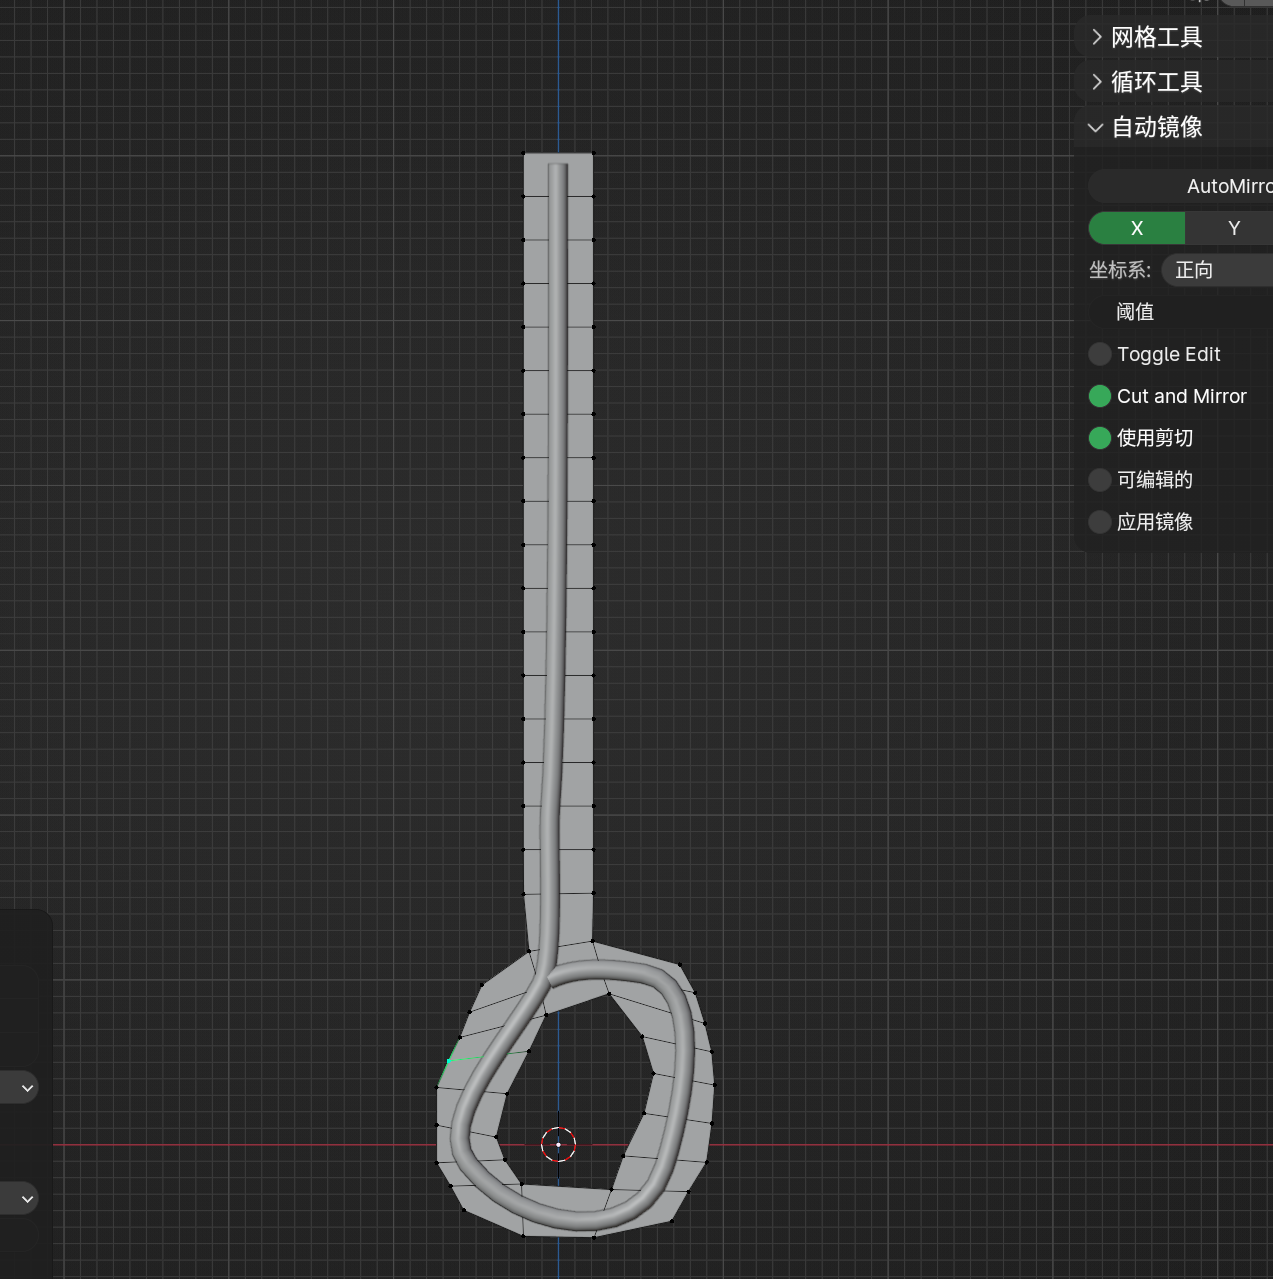 网格工具
循环工具
自动镜像
AutoMirro
X Y
坐标系: 正向
阈值
Toggle Edit
Cut and Mirror
使用剪切
可编辑的
应用镜像